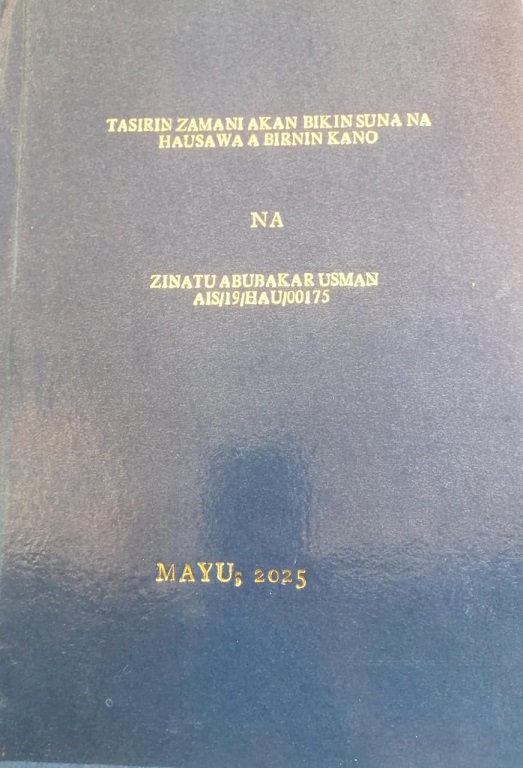 TASIRIN ZAMANI AKAN BIKIN SUNA NA
HAUSAWA A BIRNIN KANO
NA
ZINATU ABUBAKAR USMAN
AIS/19/HAU/00175
MAYU; 2025